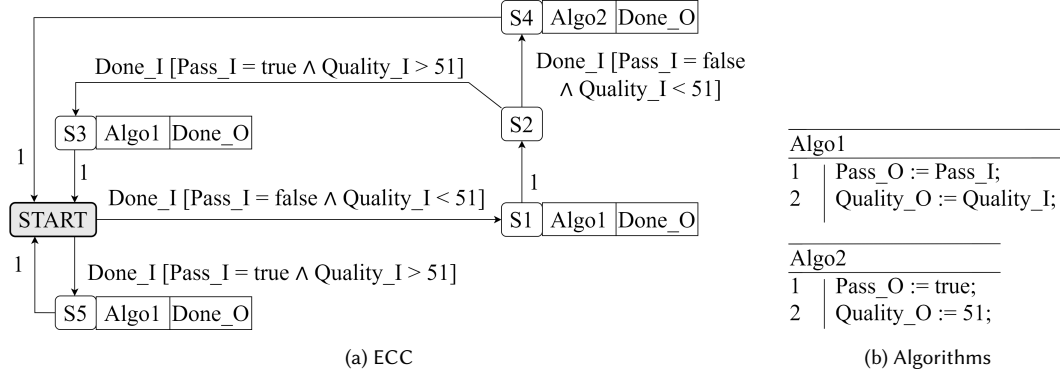 S4 Algo2 Done_O
Done_I [Pass_I = true ∧ Quality_I > 51]
Done_I [Pass_I = false
∧ Quality_I < 51]
S3 Algo1 Done_O
S2
1
1
1
Done_I [Pass_I = false ∧ Quality_I < 51]
START
S1 Algo1 Done_O
1
Done_I [Pass_I = true ∧ Quality_I > 51]
S5 Algo1 Done_O
(a) ECC
Algo1
1 Pass_O := Pass_I;
2 Quality_O := Quality_I;
Algo2
1 Pass_O := true;
2 Quality_O := 51;
(b) Algorithms